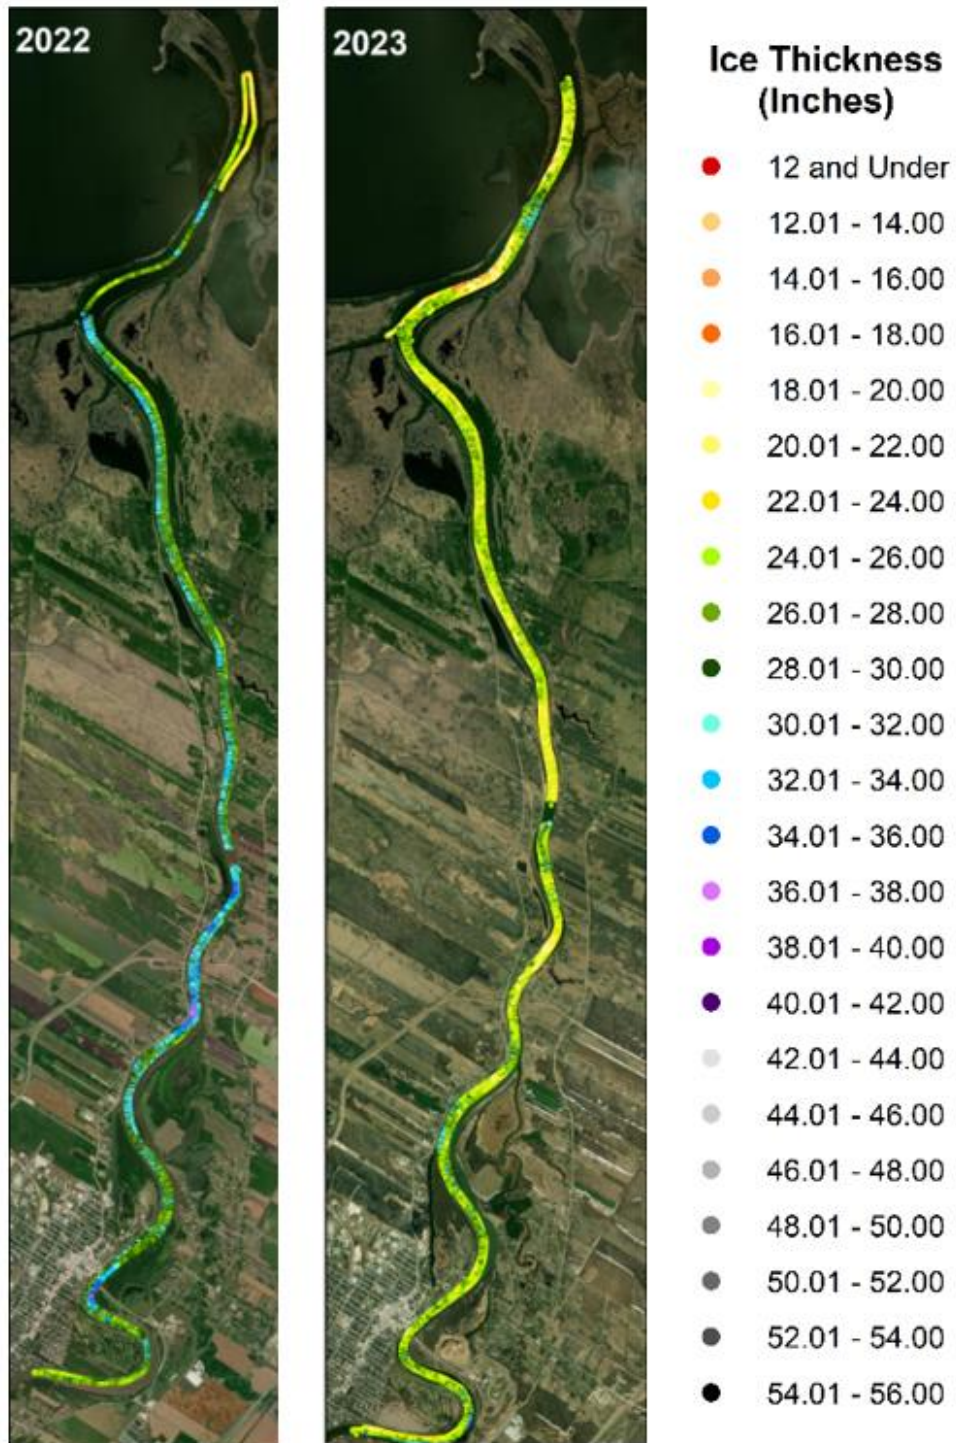 2022
2023
Ice Thickness
(Inches)
12 and Under
12.01 - 14.00
14.01 - 16.00
16.01 - 18.00
18.01 - 20.00
20.01 - 22.00
22.01 - 24.00
24.01 - 26.00
26.01 - 28.00
28.01 - 30.00
30.01 - 32.00
32.01 - 34.00
34.01 - 36.00
36.01 - 38.00
38.01 - 40.00
40.01 - 42.00
42.01 - 44.00
44.01 - 46.00
46.01 - 48.00
48.01 - 50.00
50.01 - 52.00
52.01 - 54.00
54.01 - 56.00